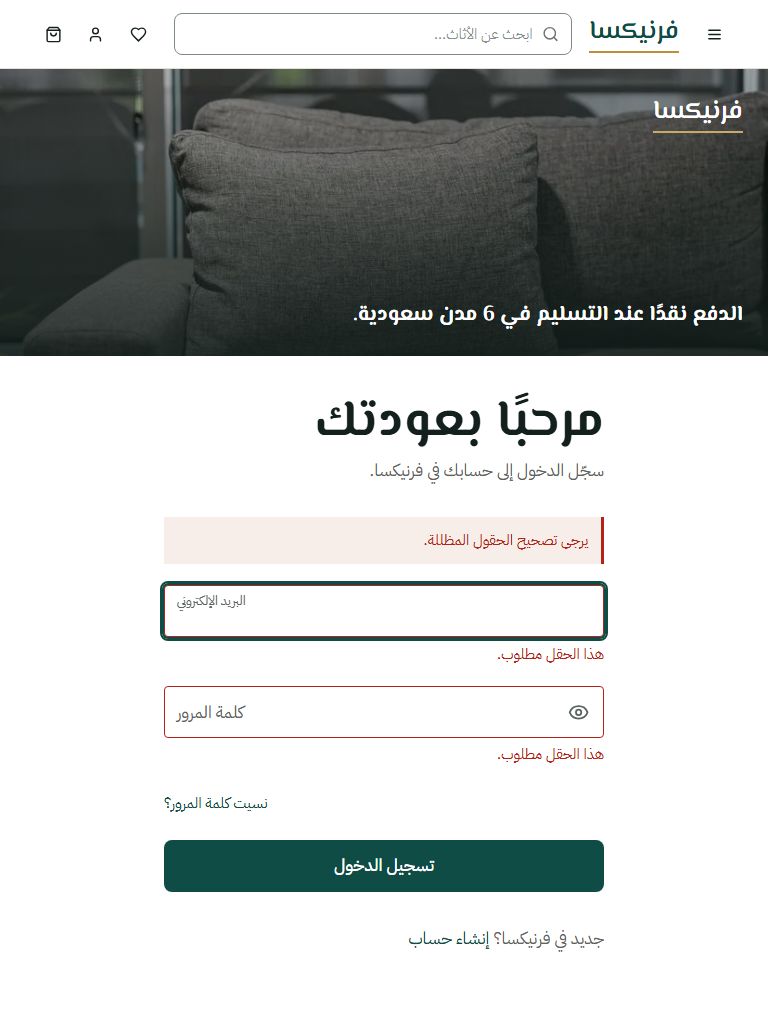 فرنيكسا
ابحث عن الأثاث...
فرنيكسا
الدفع نقدًا عند التسليم في 6 مدن سعودية.
مرحبًا بعودتك
سجّل الدخول إلى حسابك في فرنيكسا.
يرجى تصحيح الحقول المظللة.
البريد الإلكتروني
هذا الحقل مطلوب.
كلمة المرور
هذا الحقل مطلوب.
نسيت كلمة المرور؟
تسجيل الدخول
جديد في فرنيكسا؟ إنشاء حساب